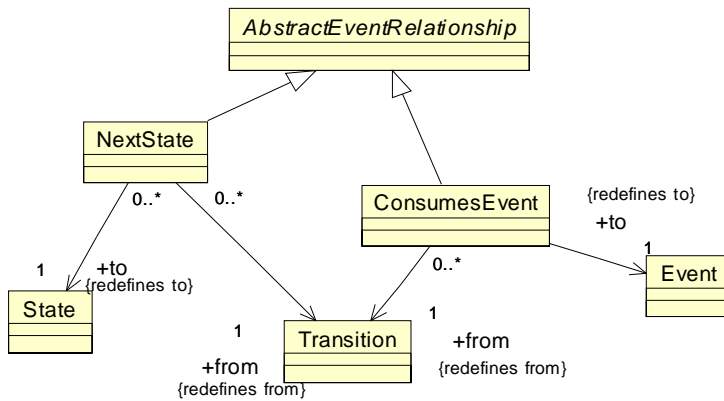 AbstractEventRelationship
NextState
0..*
0..*
ConsumesEvent
{redefines to}
+to
0..*
1
Event
1
+to
{redefines to}
State
1
+from
{redefines from}
Transition
1
+from
{redefines from}